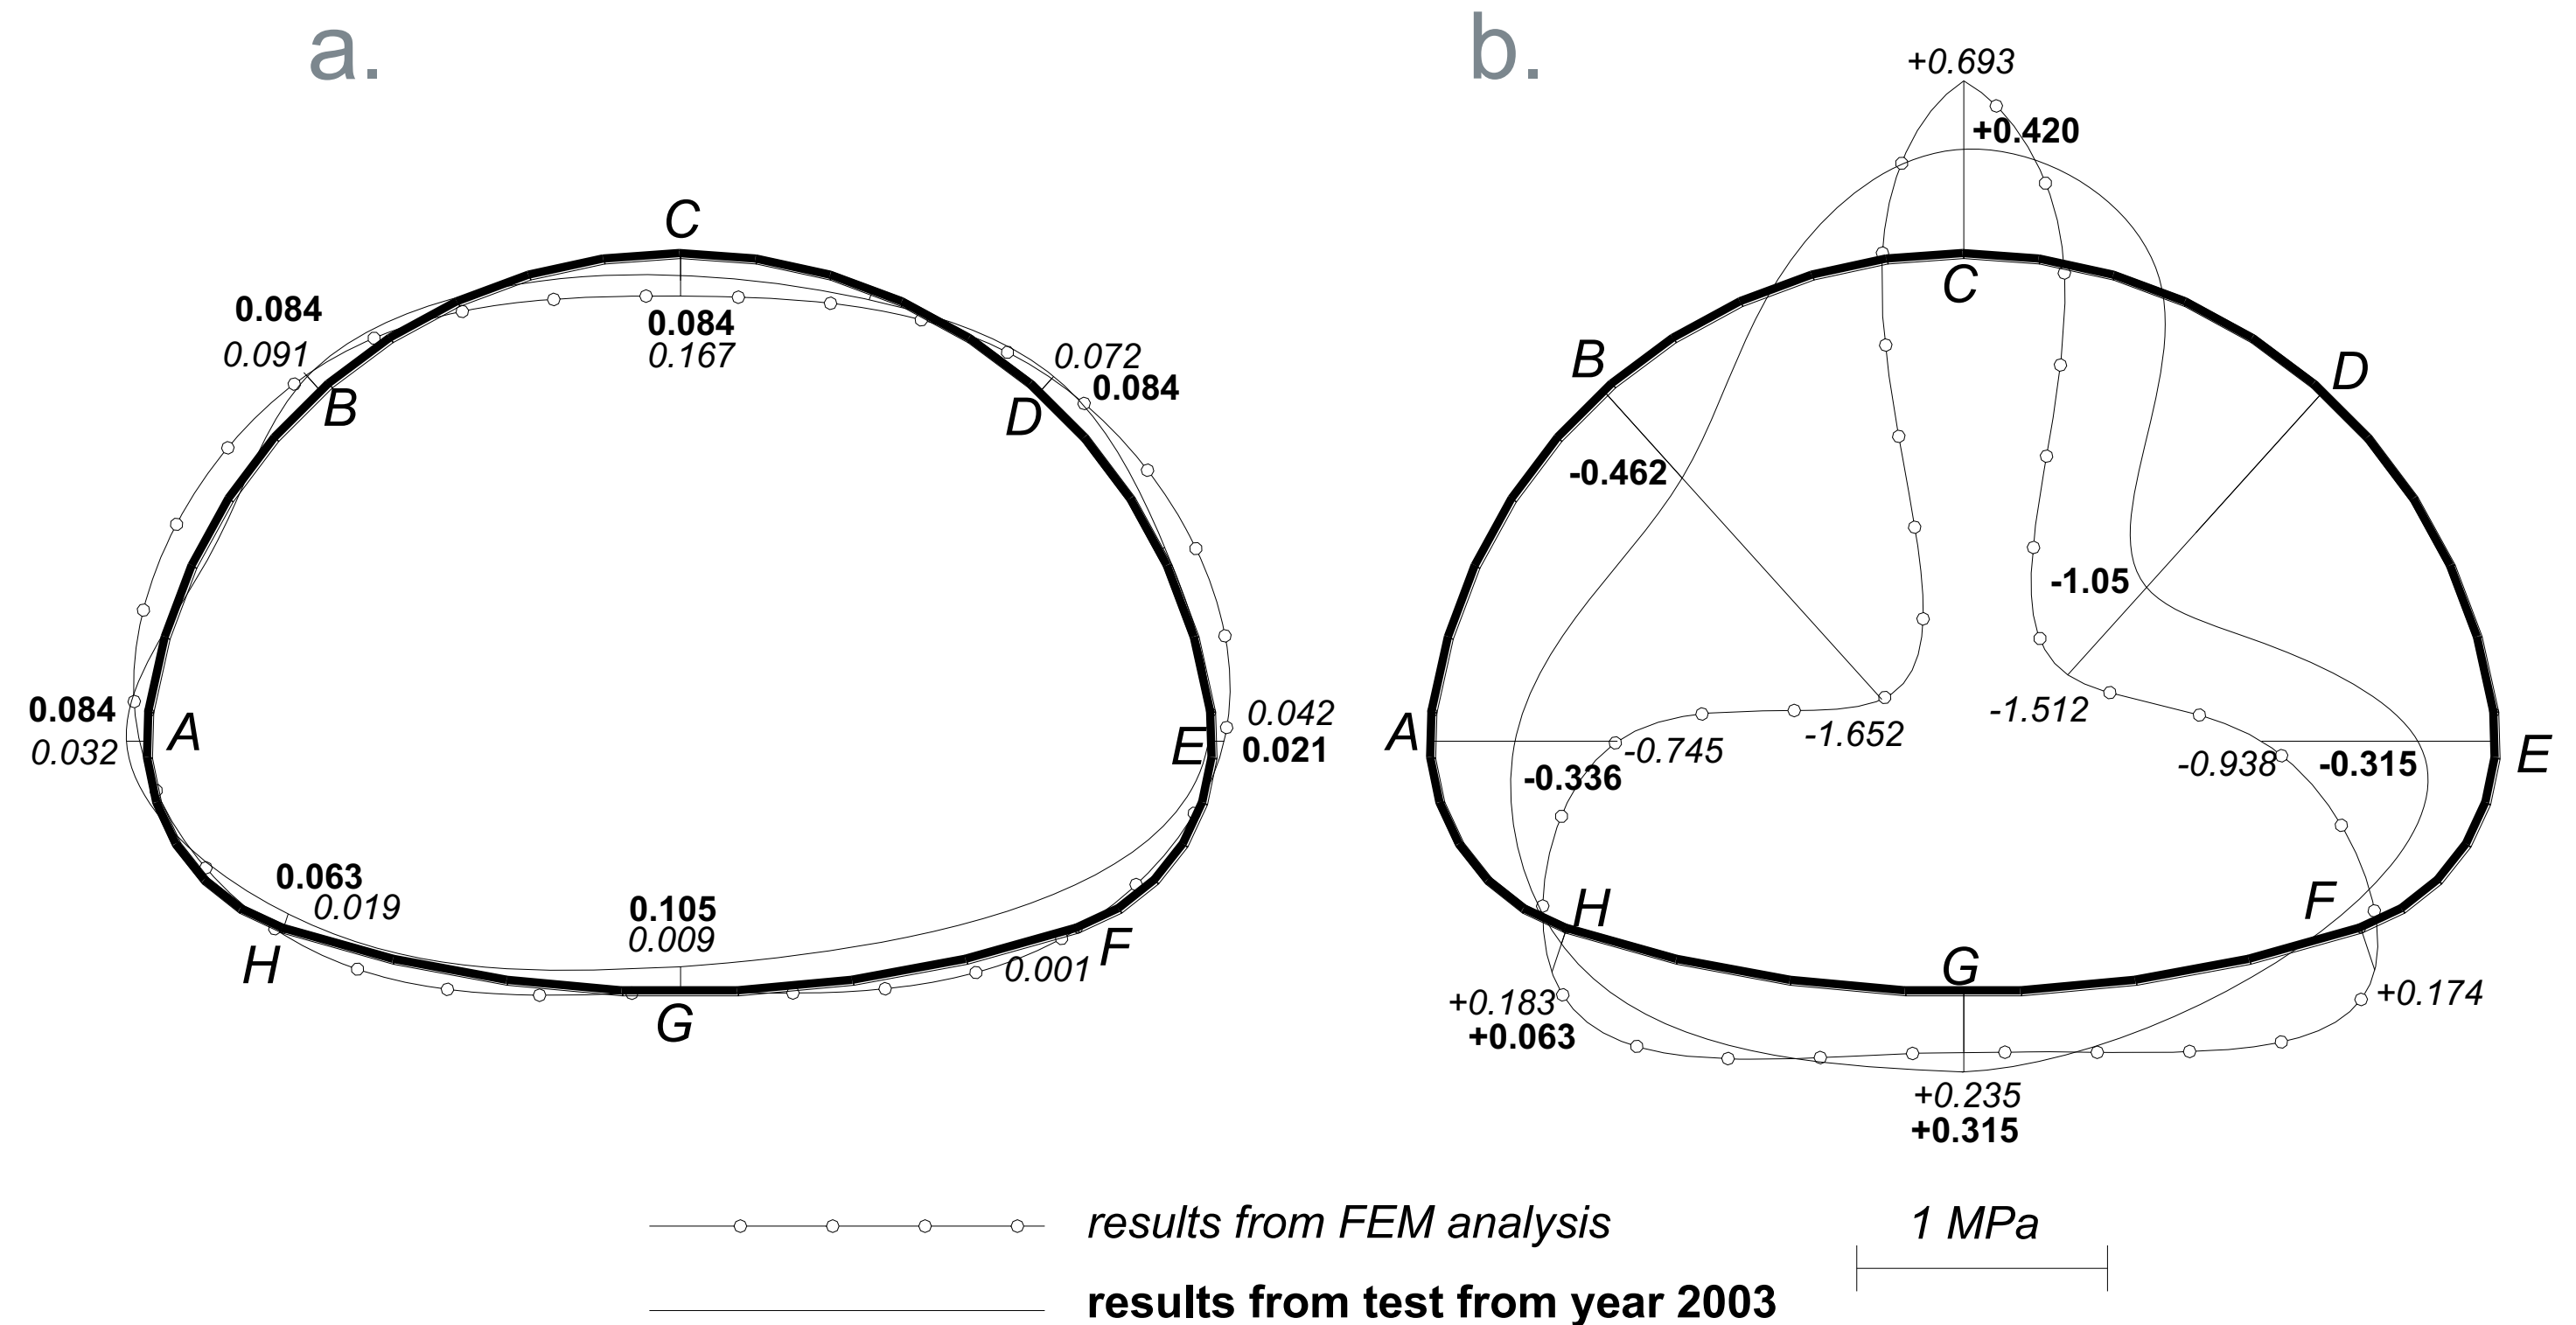 a.
C
0.084
0.091
B
0.084
0.167
0.072
0.084
D
0.084
0.032
A
E
0.042
0.021
0.063
0.019
H
0.105
0.009
G
0.001
F
b.
+0.693
+0.420
C
B
D
-0.462
-1.05
A
-0.745
-0.336
-1.652
-1.512
-0.938
-0.315
E
H
F
G
+0.183
+0.063
+0.174
+0.235
+0.315
results from FEM analysis
1 MPa
results from test from year 2003